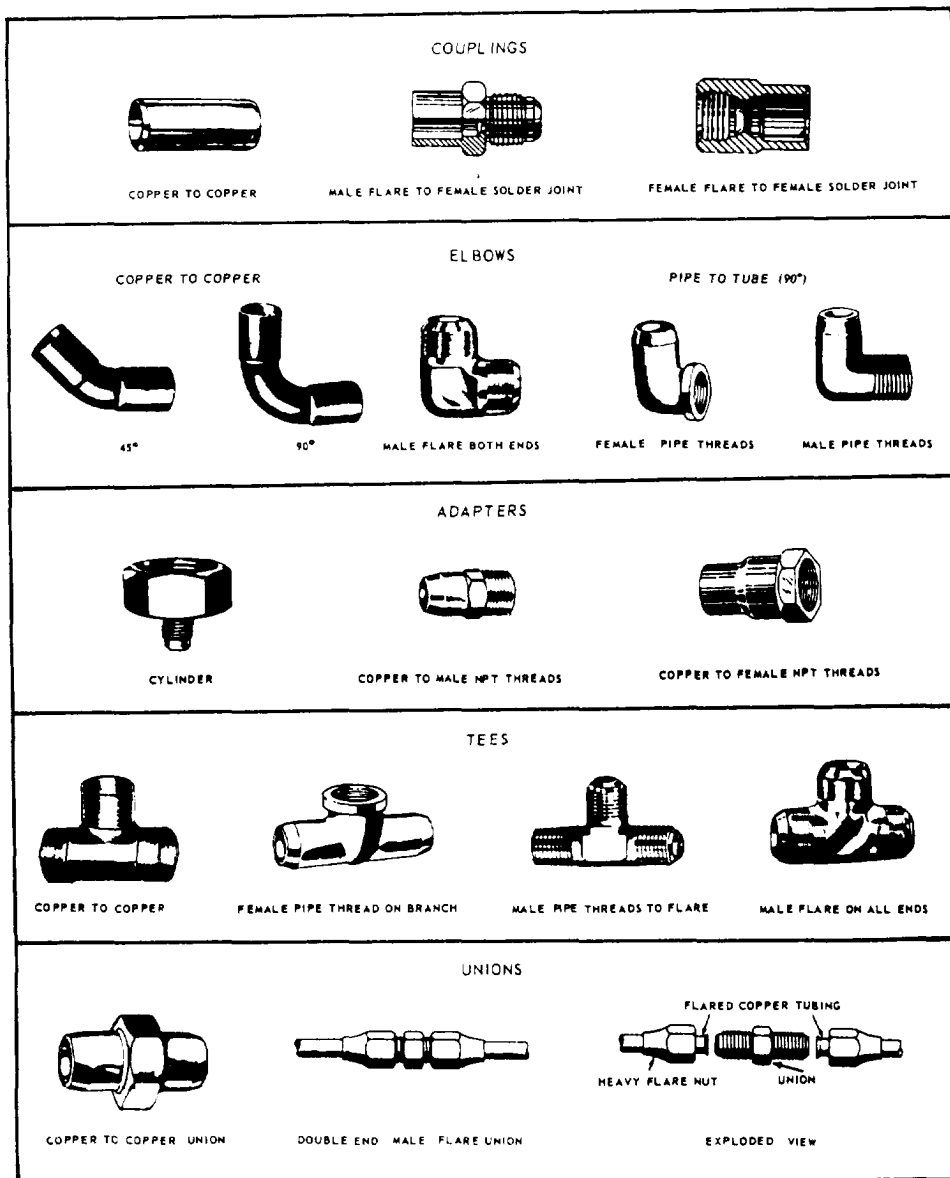 COUPLINGS
COPPER TO COPPER
MALE FLARE TO FEMALE SOLDER JOINT
FEMALE FLARE TO FEMALE SOLDER JOINT
ELBOWS
COPPER TO COPPER
PIPE TO TUBE (90°)
45°
90°
MALE FLARE BOTH ENDS
FEMALE PIPE THREADS
MALE PIPE THREADS
ADAPTERS
CYLINDER
COPPER TO MALE NPT THREADS
COPPER TO FEMALE NPT THREADS
TEES
COPPER TO COPPER
FEMALE PIPE THREAD ON BRANCH
MALE PIPE THREADS TO FLARE
MALE FLARE ON ALL ENDS
UNIONS
FLARED COPPER TUBING
HEAVY FLARE NUT
UNION
COPPER TO COPPER UNION
DOUBLE END MALE FLARE UNION
EXPLODED VIEW